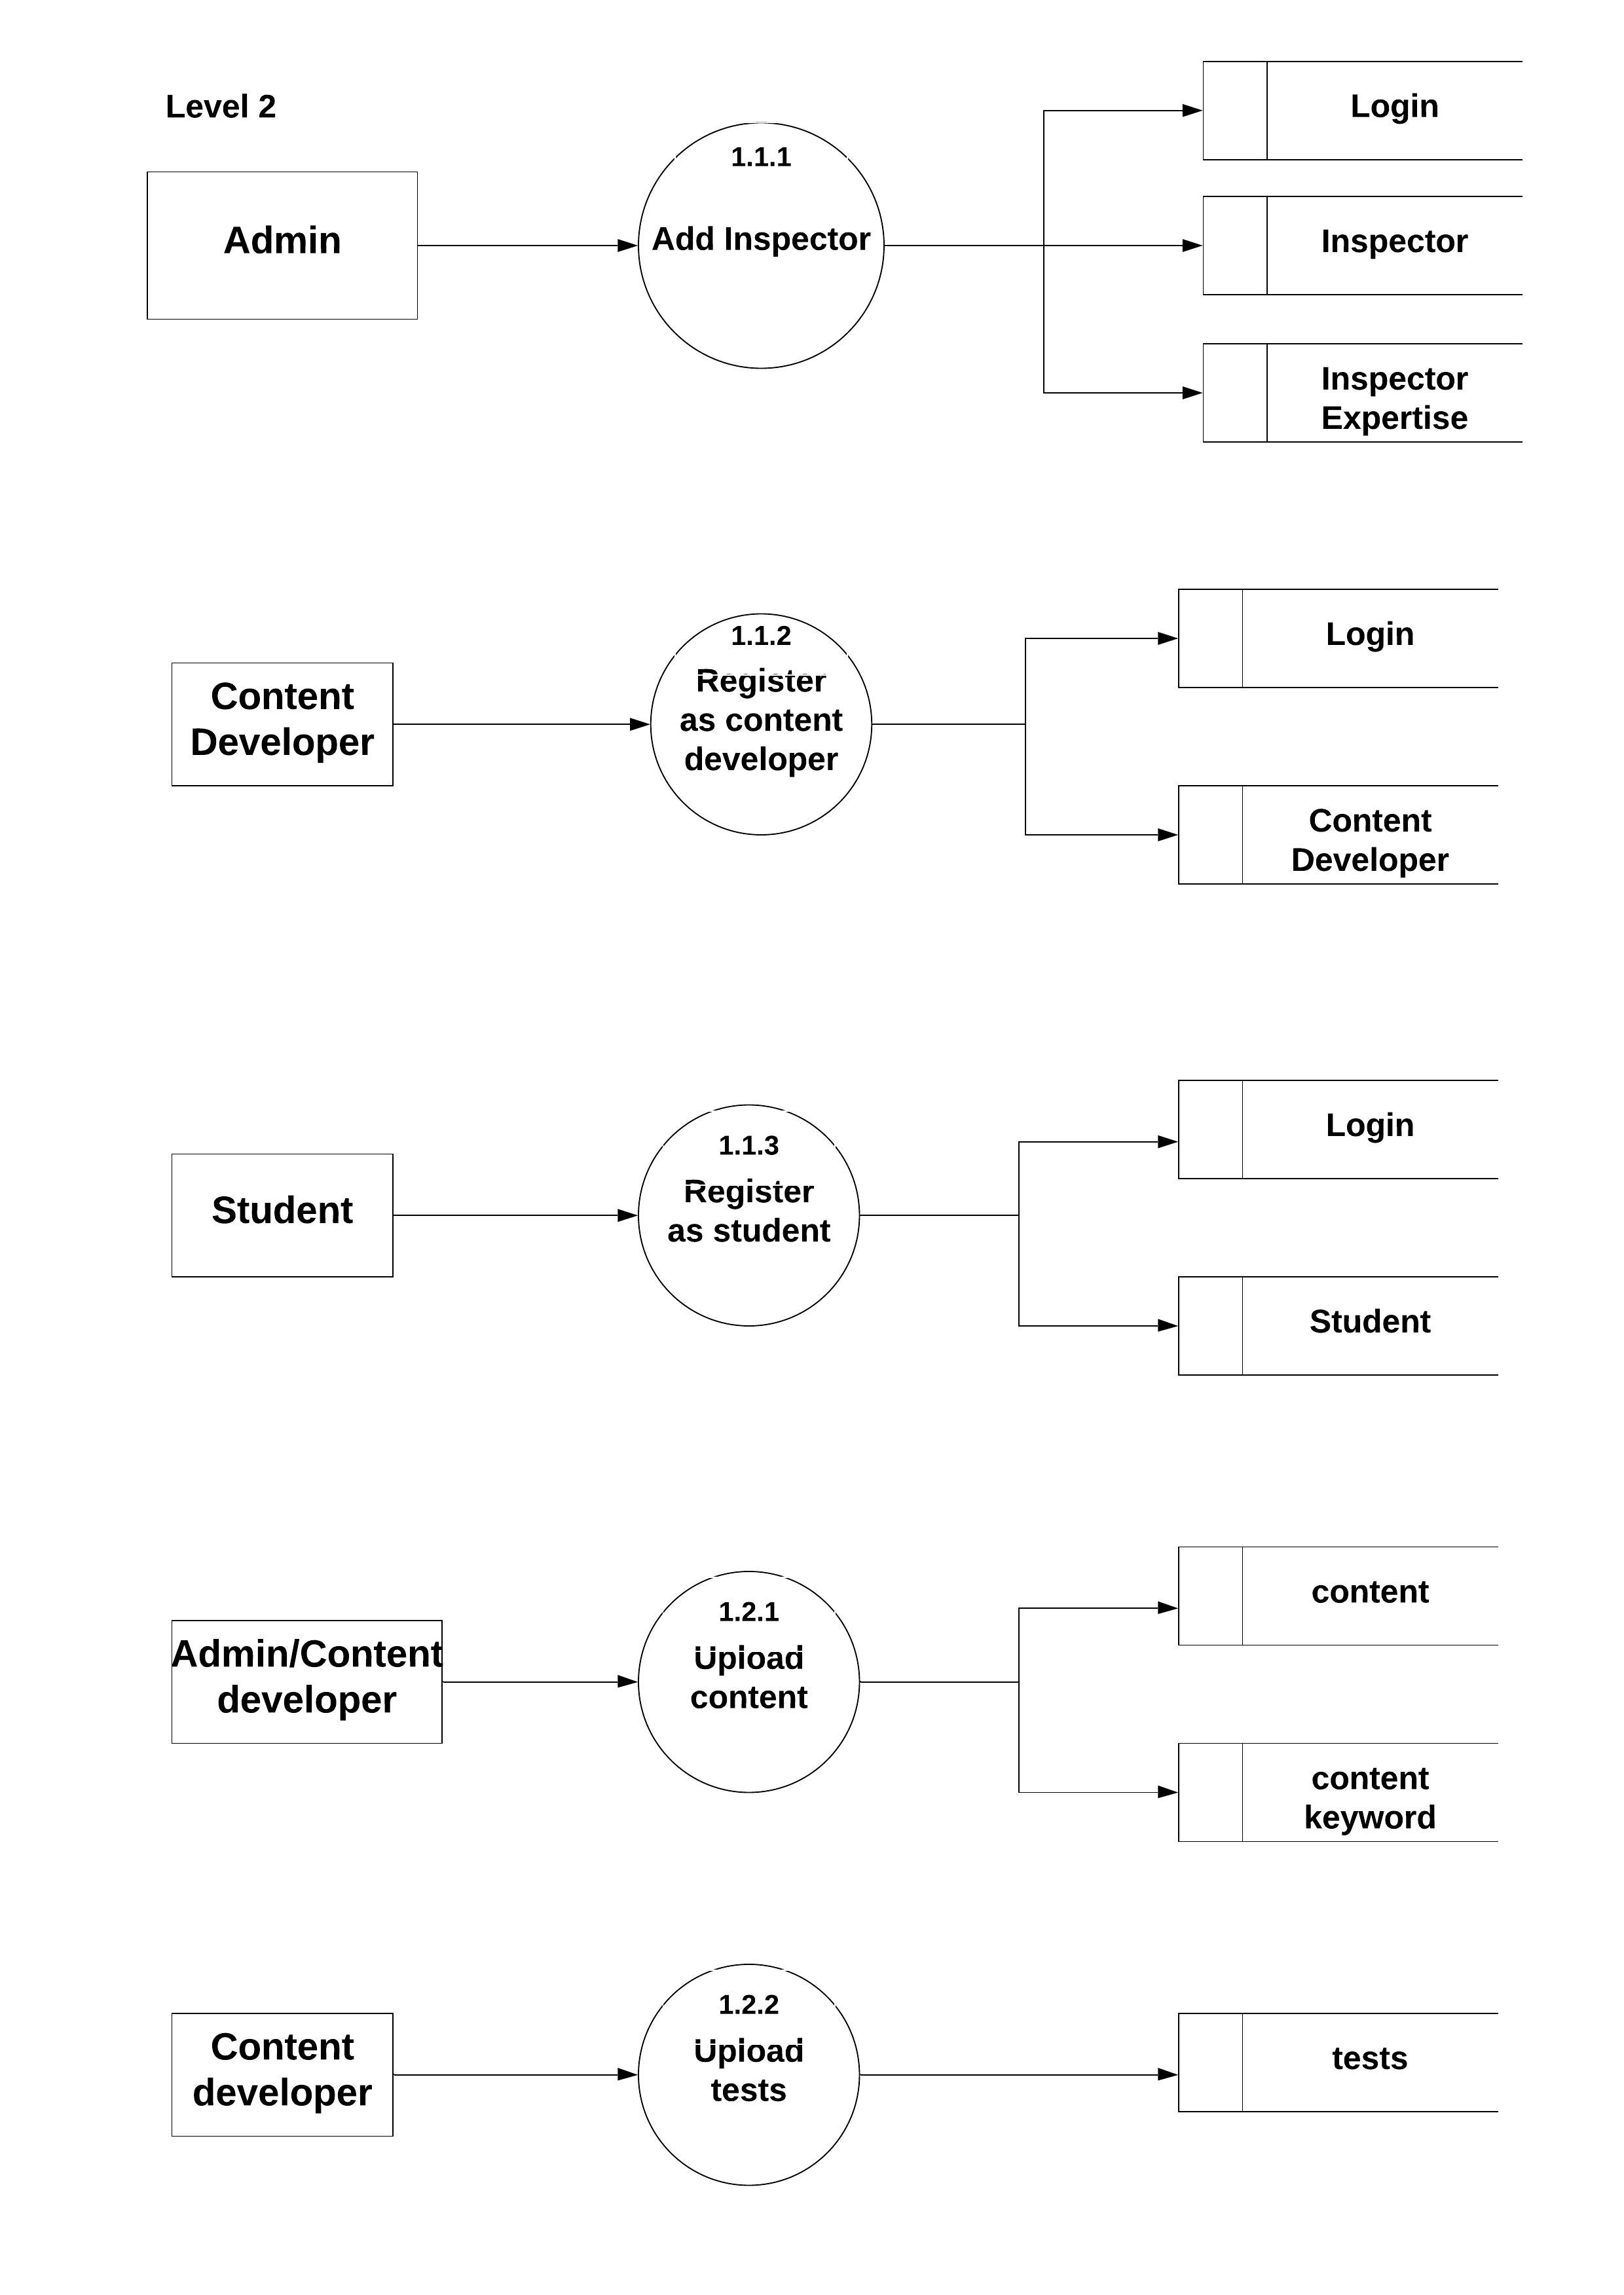 Level 2
Admin
1.1.1
Add Inspector
Login
Inspector
Inspector
Expertise
Content
Developer
1.1.2
Register
as content
developer
Login
Content
Developer
Student
1.1.3
Register
as student
Login
Student
Admin/Content
developer
1.2.1
Upload
content
content
content
keyword
Content
developer
1.2.2
Upload
tests
tests